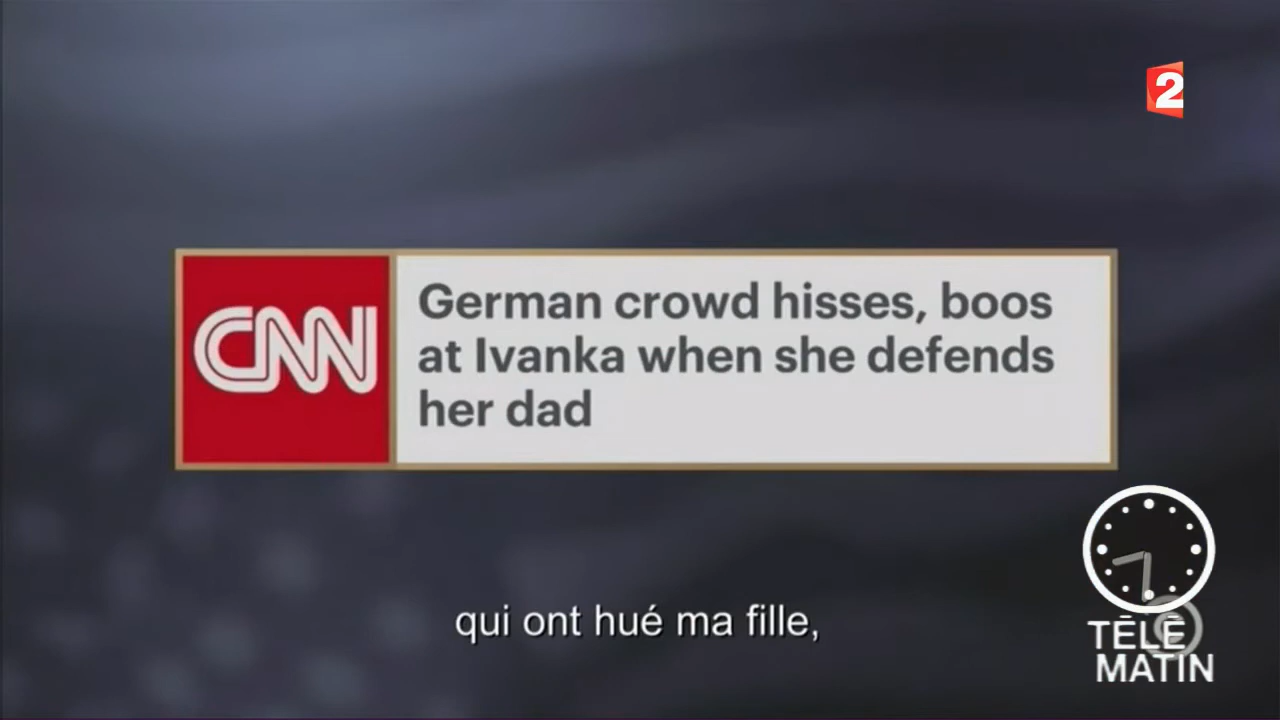 2
CNN
German crowd hisses, boos
at Ivanka when she defends
her dad
qui ont hué ma fille,
TÉLÉ
MATIN